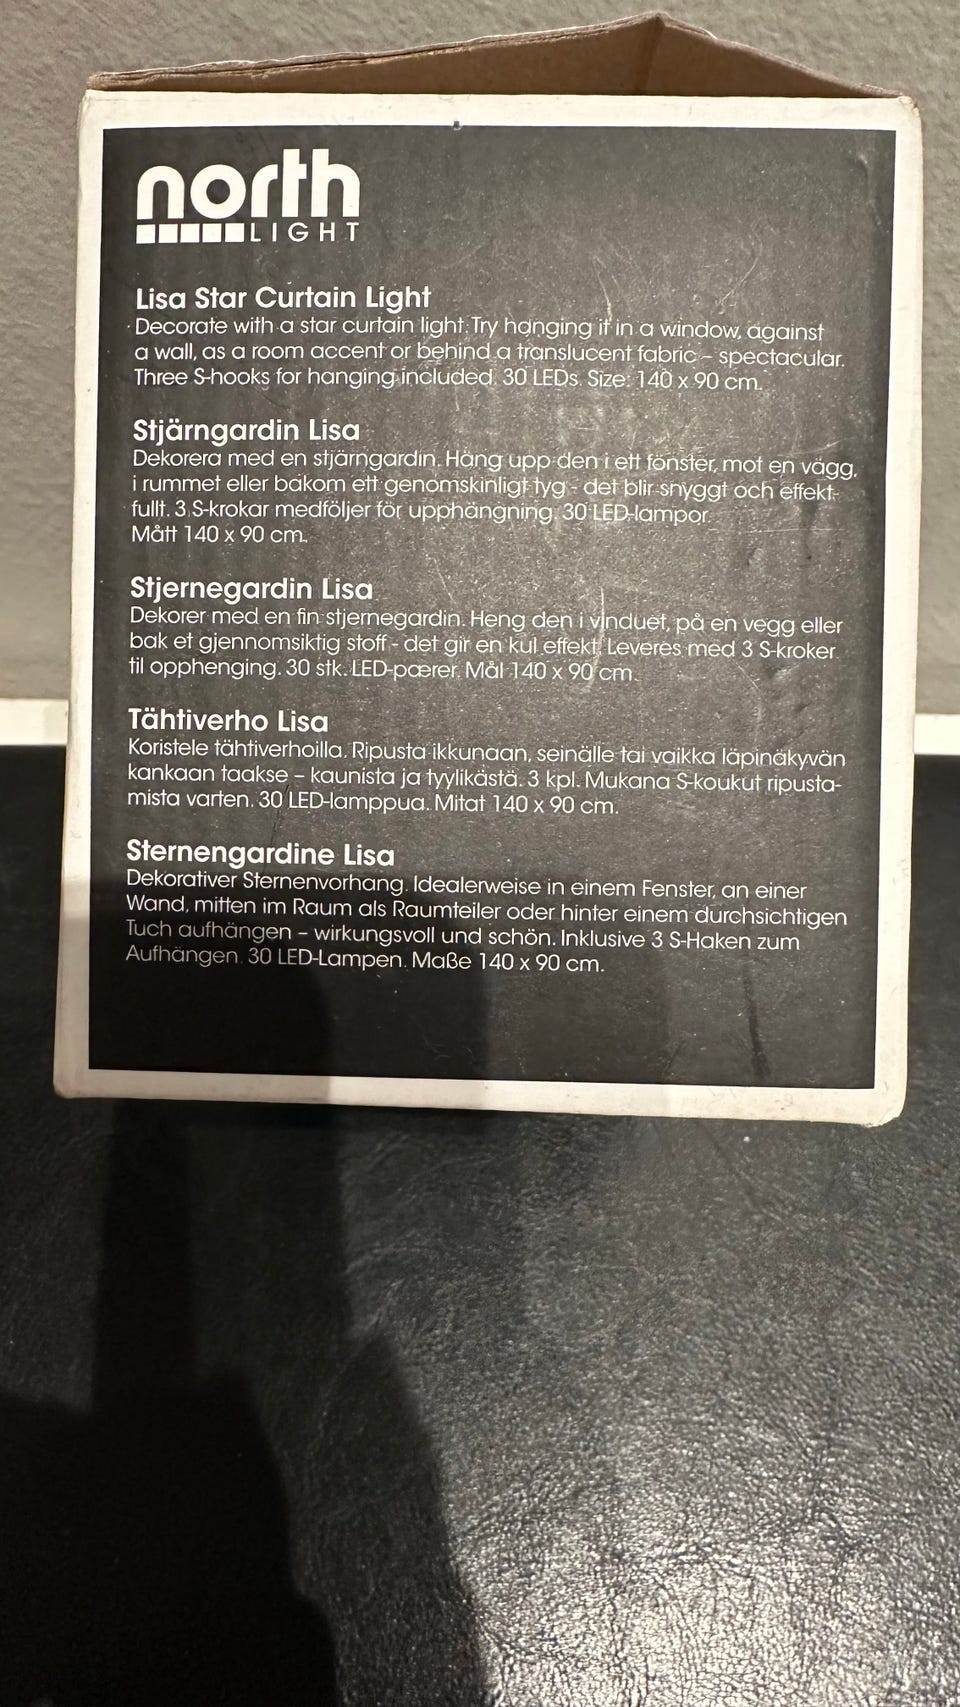 north
LIGHT
Lisa Star Curtain Light
Decorate with a star curtain light. Try hanging it in a window, against
a wall, as a room accent or behind a translucent fabric – spectacular.
Three S-hooks for hanging included. 30 LEDs. Size: 140 x 90 cm.
Stjärngardin Lisa
Dekorera med en stjärngardin. Häng upp den i ett fönster, mot en vägg,
i rummet eller bakom ett genomskinligt tyg - det blir snyggt och effekt-
fullt. 3 S-krokar medföljer för upphängning. 30 LED-lampor.
Mått 140 x 90 cm.
Stjernegardin Lisa
Dekorer med en fin stjernegardin. Heng den i vinduet, på en vegg eller
bak et gjennomsiktig stoff - det gir en kul effekt. Leveres med 3 S-kroker
til opphenging. 30 stk. LED-pærer. Mål 140 x 90 cm.
Tähtiverho Lisa
Koristele tähtiverhoilla. Ripusta ikkunaan, seinälle tai vaikka läpinäkyvän
kankaan taakse – kaunista ja tyylikästä. 3 kpl. Mukana S-koukut ripusta-
mista varten. 30 LED-lamppua. Mitat 140 x 90 cm.
Sternengardine Lisa
Dekorativer Sternenvorhang. Idealerweise in einem Fenster, an einer
Wand, mitten im Raum als Raumteiler oder hinter einem durchsichtigen
Tuch aufhängen – wirkungsvoll und schön. Inklusive 3 S-Haken zum
Aufhängen. 30 LED-Lampen. Maße 140 x 90 cm.